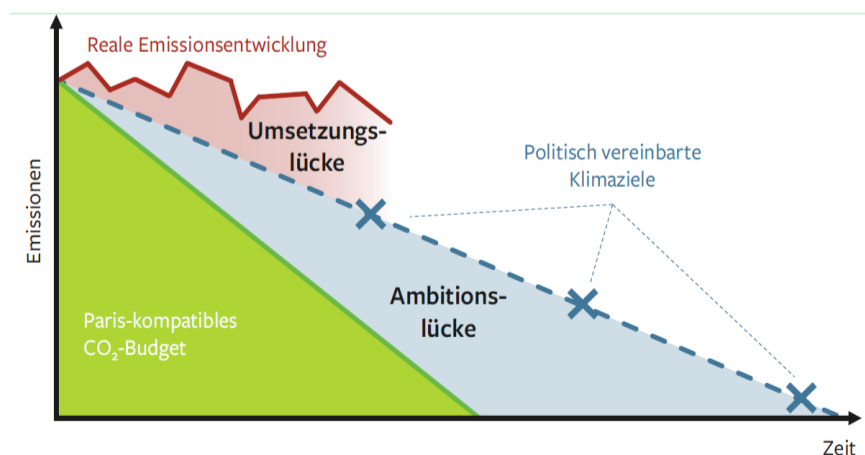 Reale Emissionsentwicklung
Umsetzungs-
lücke
Politisch vereinbarte
Klimaziele
Emissionen
Ambitions-
lücke
Paris-kompatibles
CO₂-Budget
Zeit